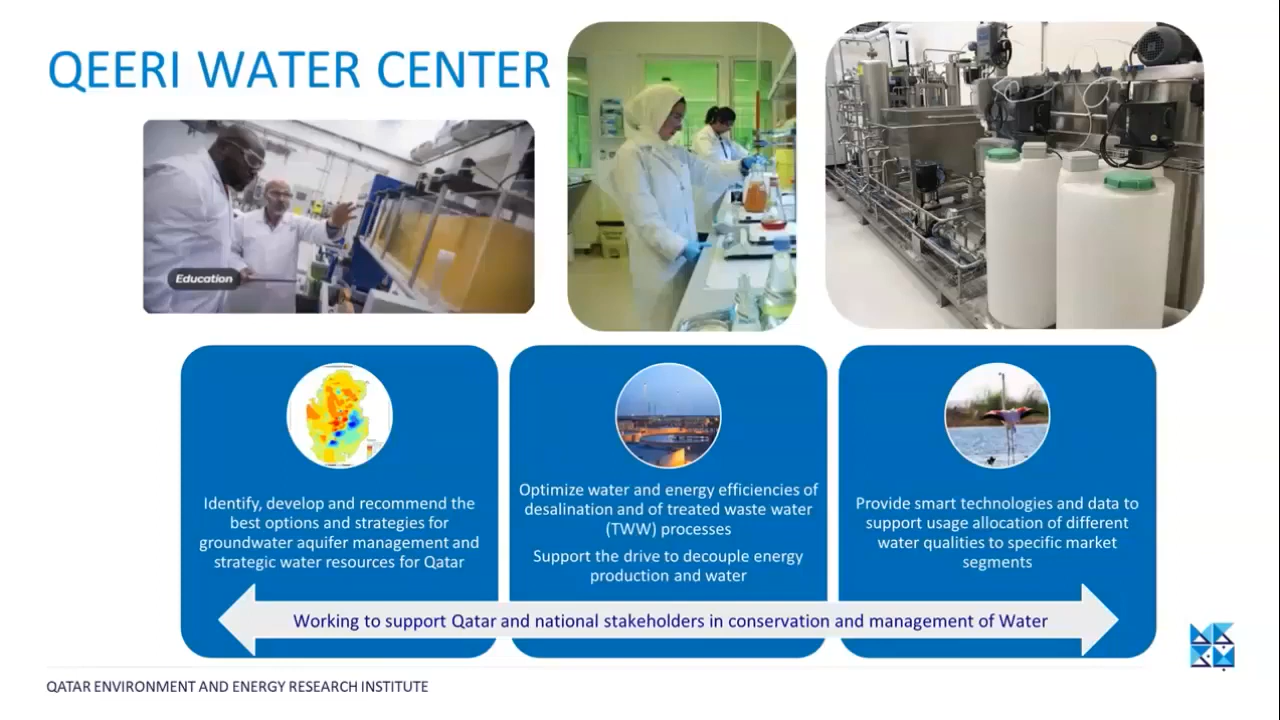 QEERI WATER CENTER
Education
Identify, develop and recommend the
best options and strategies for
groundwater aquifer management and
strategic water resources for Qatar
Optimize water and energy efficiencies of
desalination and of treated waste water
(TWW) processes
Support the drive to decouple energy
production and water
Provide smart technologies and data to
support usage allocation of different
water qualities to specific market
segments
Working to support Qatar and national stakeholders in conservation and management of Water
QATAR ENVIRONMENT AND ENERGY RESEARCH INSTITUTE